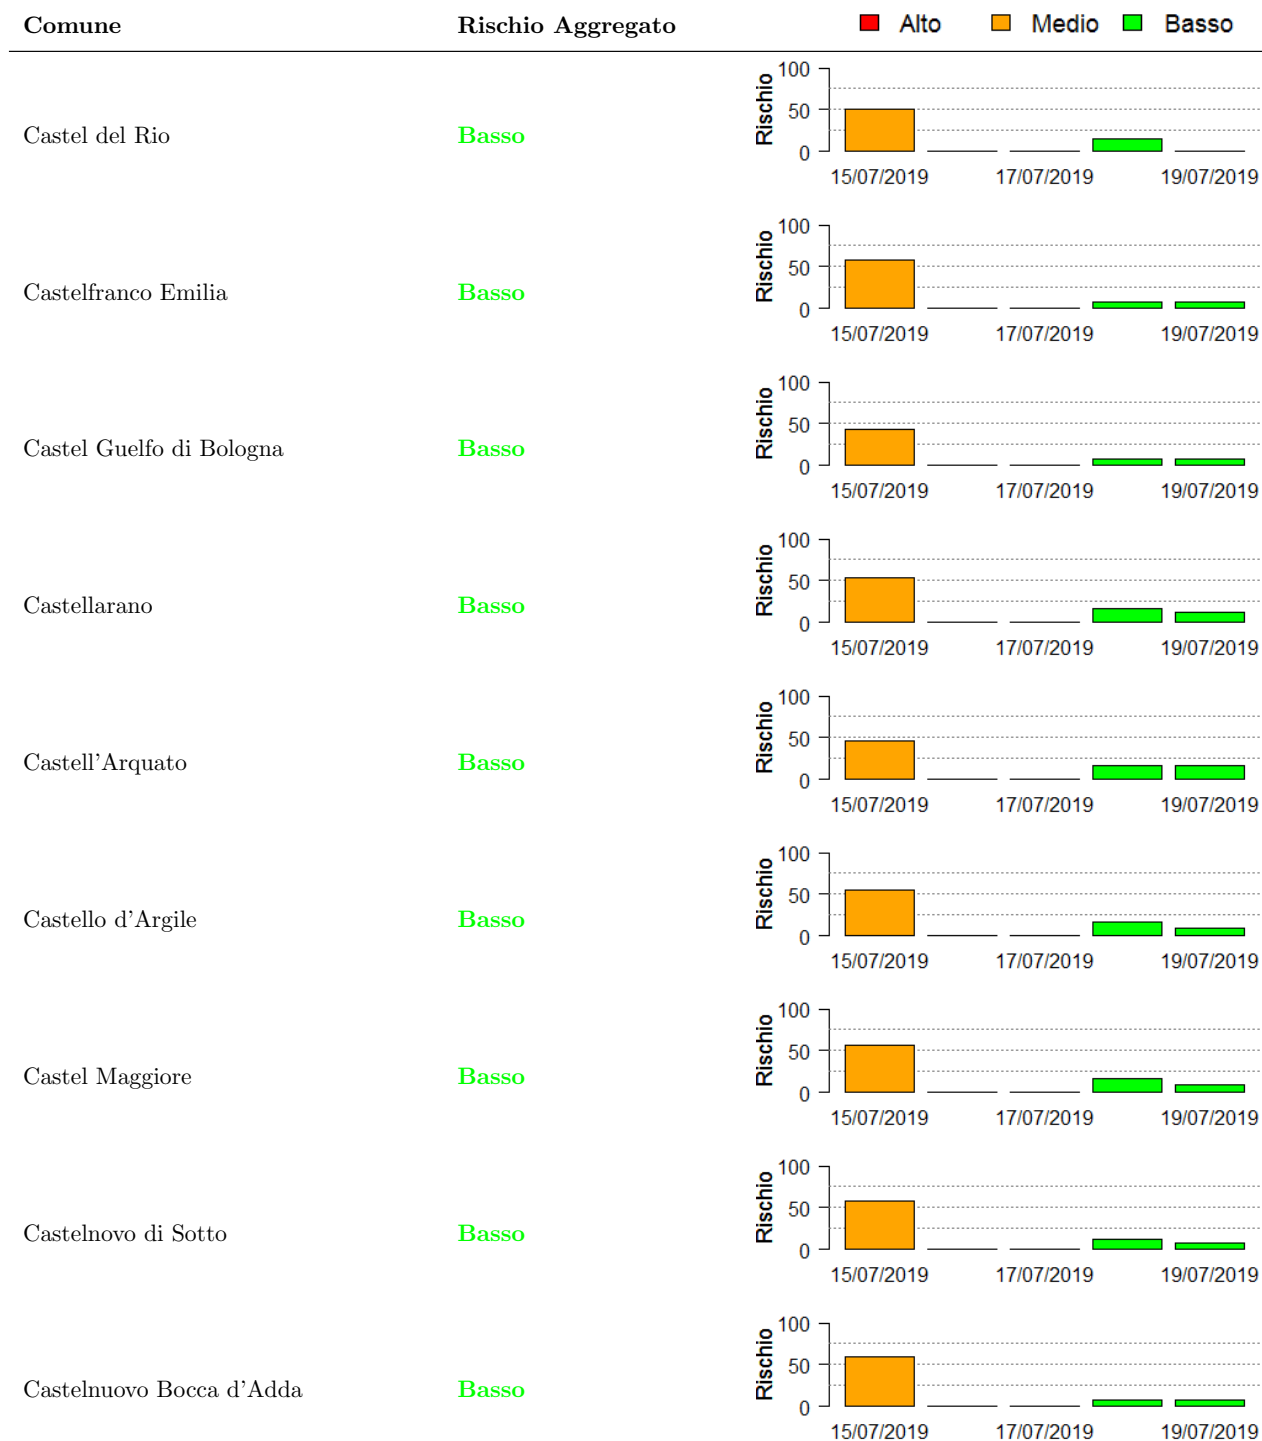 Comune Rischio Aggregato Alto Medio Basso
Castel del Rio Basso
Rischio
100
50
0
15/07/2019 17/07/2019 19/07/2019
Castelfranco Emilia Basso
Rischio
100
50
0
15/07/2019 17/07/2019 19/07/2019
Castel Guelfo di Bologna Basso
Rischio
100
50
0
15/07/2019 17/07/2019 19/07/2019
Castellarano Basso
Rischio
100
50
0
15/07/2019 17/07/2019 19/07/2019
Castell'Arquato Basso
Rischio
100
50
0
15/07/2019 17/07/2019 19/07/2019
Castello d'Argile Basso
Rischio
100
50
0
15/07/2019 17/07/2019 19/07/2019
Castel Maggiore Basso
Rischio
100
50
0
15/07/2019 17/07/2019 19/07/2019
Castelnovo di Sotto Basso
Rischio
100
50
0
15/07/2019 17/07/2019 19/07/2019
Castelnuovo Bocca d'Adda Basso
Rischio
100
50
0
15/07/2019 17/07/2019 19/07/2019